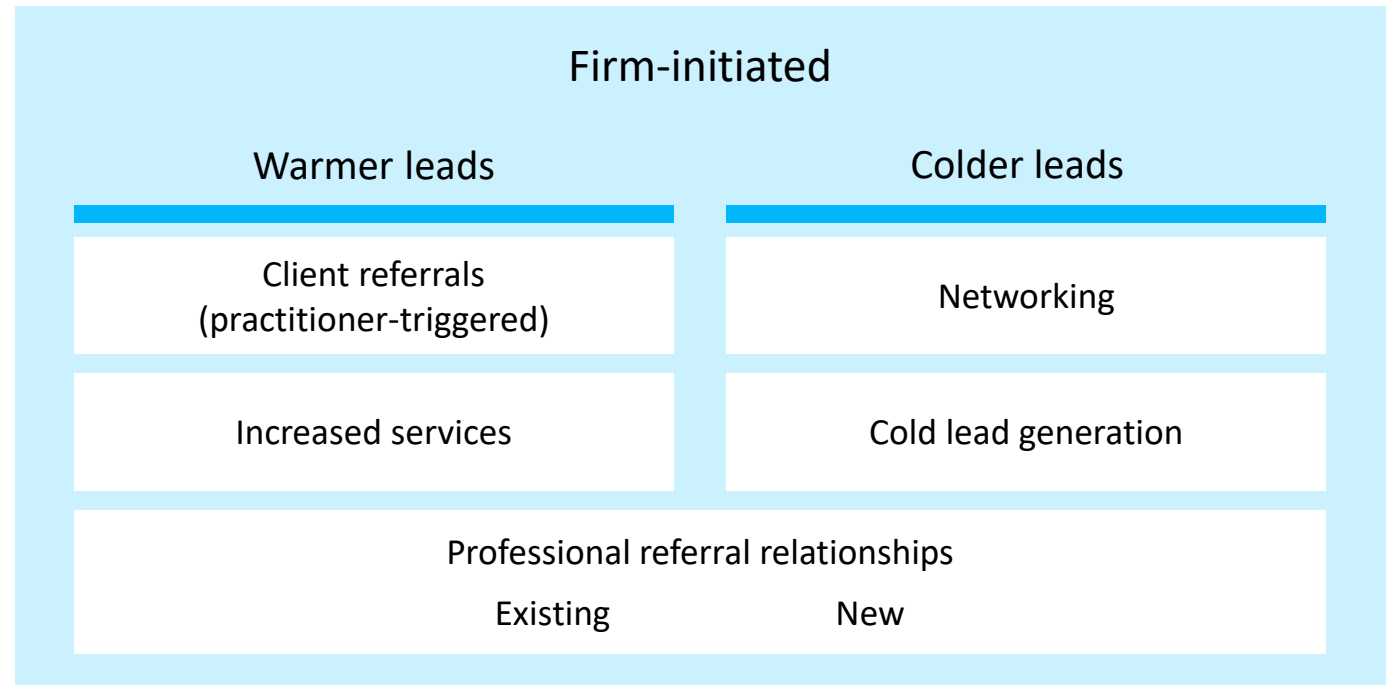 Firm-initiated
Warmer leads
Client referrals
(practitioner-triggered)
Increased services
Colder leads
Networking
Cold lead generation
Professional referral relationships
Existing
New